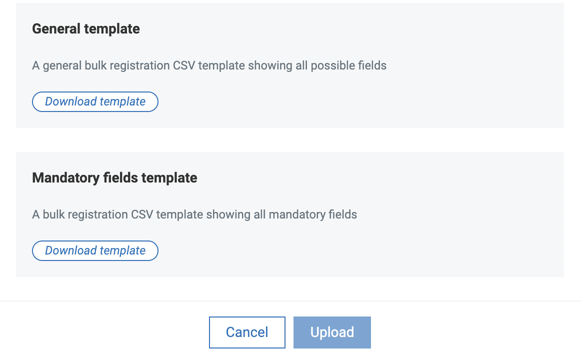 General template
A general bulk registration CSV template showing all possible fields
Download template
Mandatory fields template
A bulk registration CSV template showing all mandatory fields
Download template
Cancel
Upload